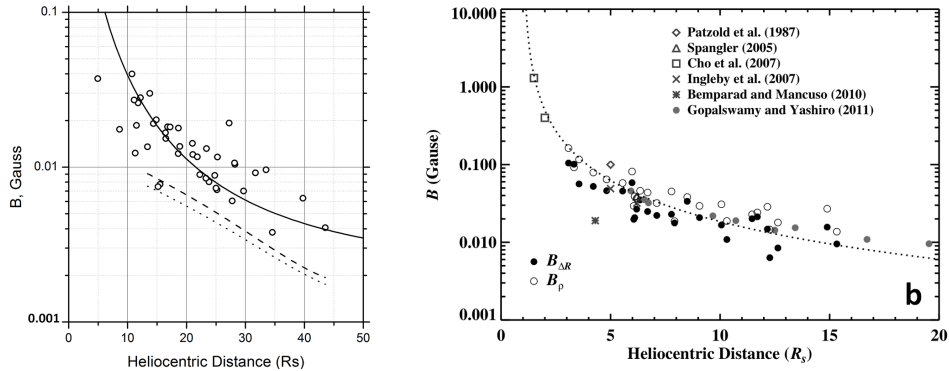 0.1
0.01
0.001
B, Gauss
0 10 20 30 40 50
Heliocentric Distance (Rs)
10.000
1.000
0.100
0.010
0.001
B (Gause)
Patzold et al. (1987)
Spangler (2005)
Cho et al. (2007)
Ingleby et al. (2007)
Bemparad and Mancuso (2010)
Gopalswamy and Yashiro (2011)
BΔR
Bρ
b
0 5 10 15 20
Heliocentric Distance (Rs)